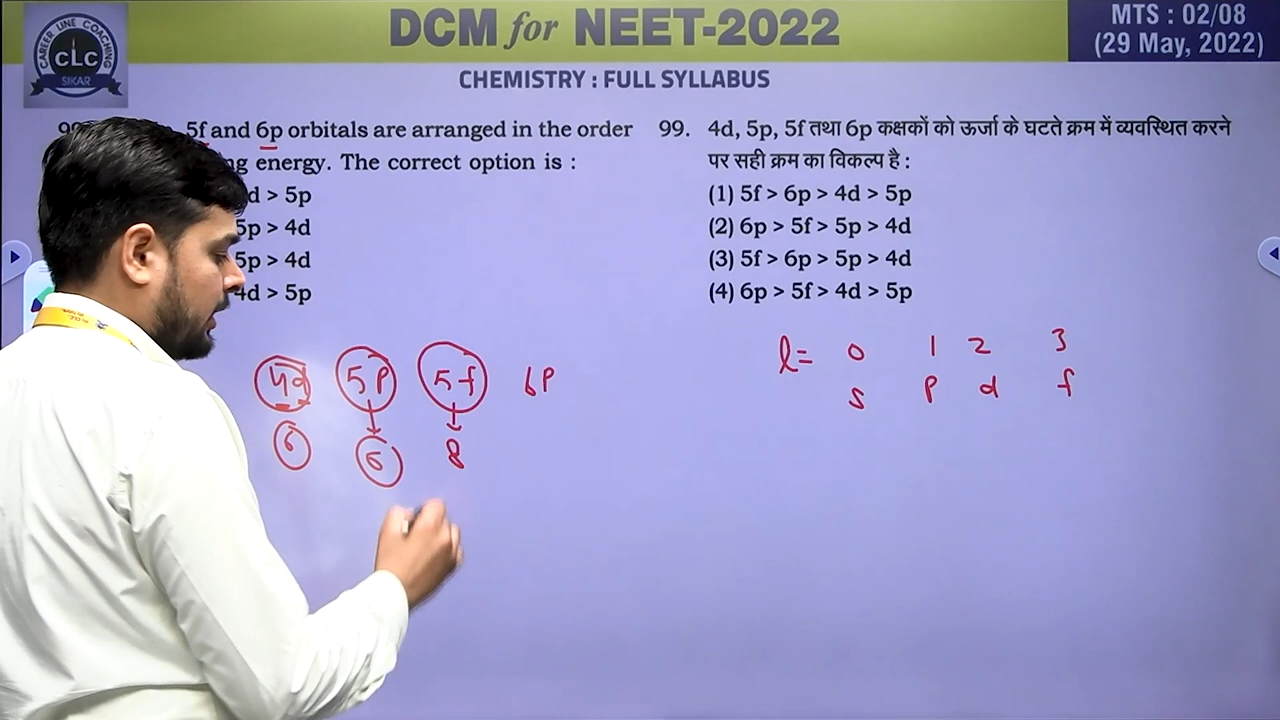 DCM for NEET-2022
MTS : 02/08
(29 May, 2022)
CAREER LINE COACHING
CLC
SIKAR
CHEMISTRY : FULL SYLLABUS
5f and 6p orbitals are arranged in the order
energy. The correct option is :
d > 5p
5p > 4d
5p > 4d
4d > 5p
99. 4d, 5p, 5f तथा 6p कक्षकों को ऊर्जा के घटते क्रम में व्यवस्थित करने
पर सही क्रम का विकल्प है :
(1) 5f > 6p > 4d > 5p
(2) 6p > 5f > 5p > 4d
(3) 5f > 6p > 5p > 4d
(4) 6p > 5f > 4d > 5p
l= 0 1 2 3
s p d f
4d 5p 5f 6p
6 6 8